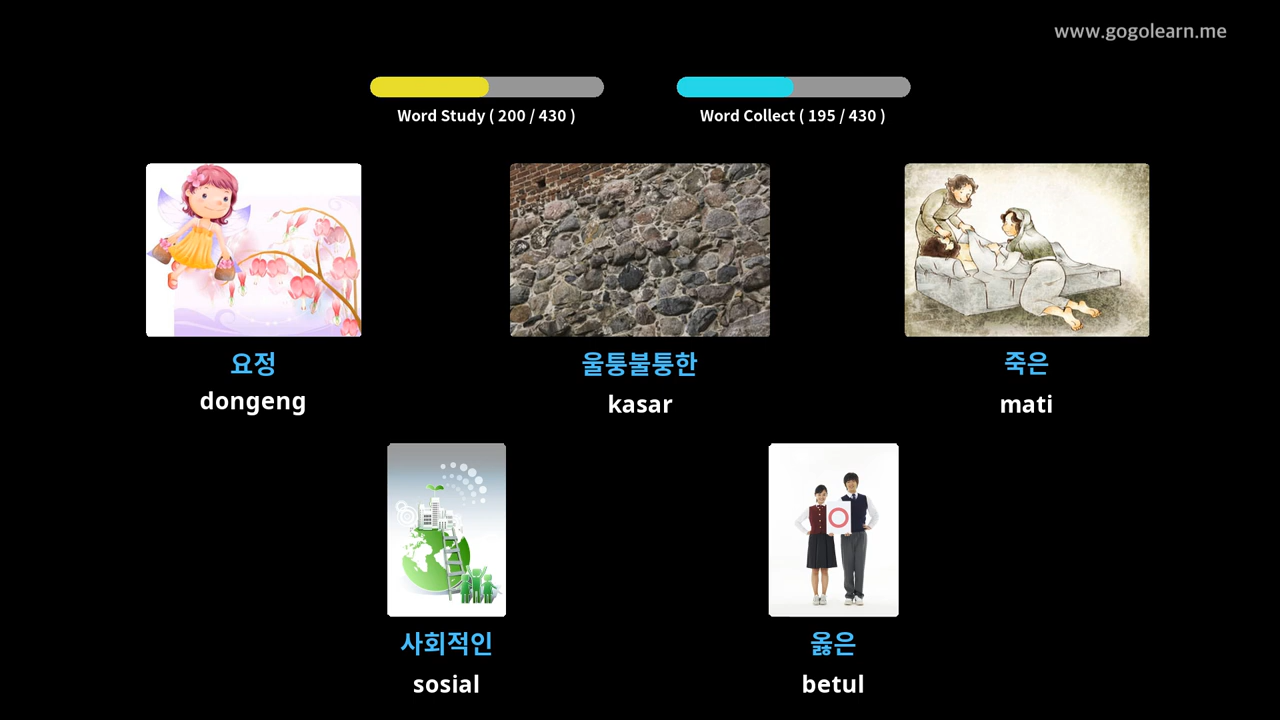 www.gogolearn.me
Word Study ( 200 / 430 )
Word Collect ( 195 / 430 )
요정
울퉁불퉁한
죽은
dongeng
kasar
mati
사회적인
옳은
sosial
betul